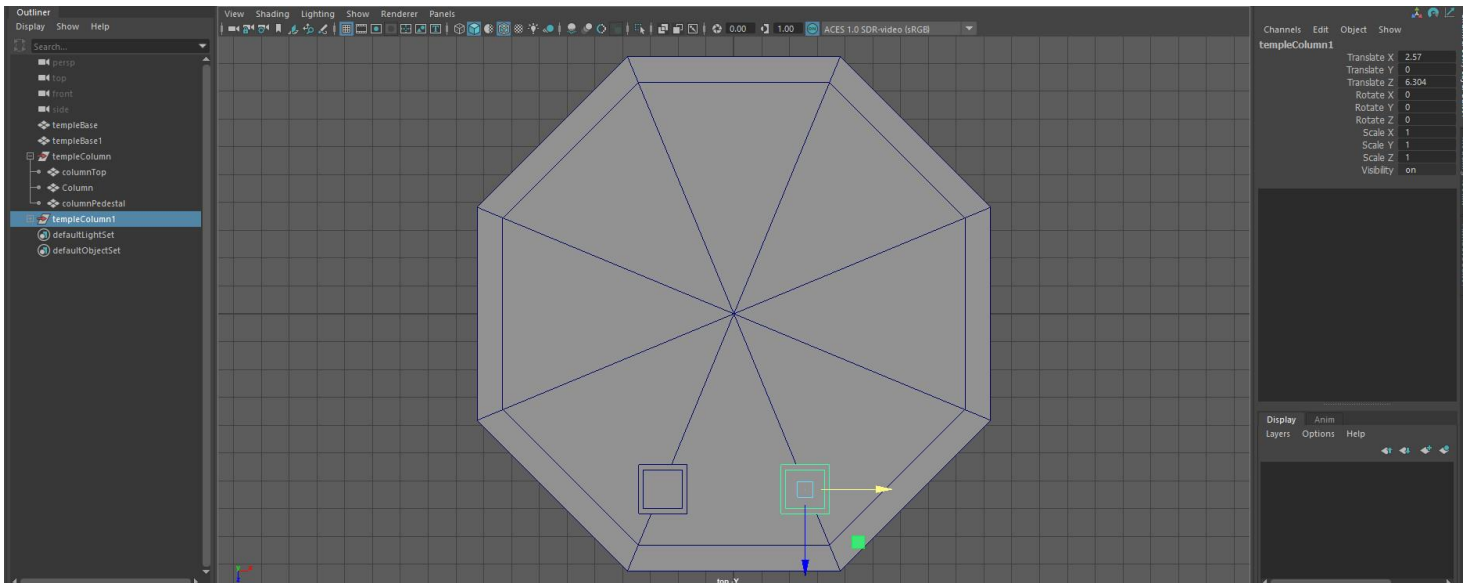 Outliner
Display Show Help
Search...
persp
top
front
side
templeBase
templeBase1
templeColumn
columnTop
Column
columnPedestal
templeColumn1
defaultLightSet
defaultObjectSet
View Shading Lighting Show Renderer Panels
0.00 1.00 ACES 1.0 SDR-video (sRGB)
top -Y
Channels Edit Object Show
templeColumn1
Translate X 2.57
Translate Y 0
Translate Z 6.304
Rotate X 0
Rotate Y 0
Rotate Z 0
Scale X 1
Scale Y 1
Scale Z 1
Visibility on
Display Anim
Layers Options Help